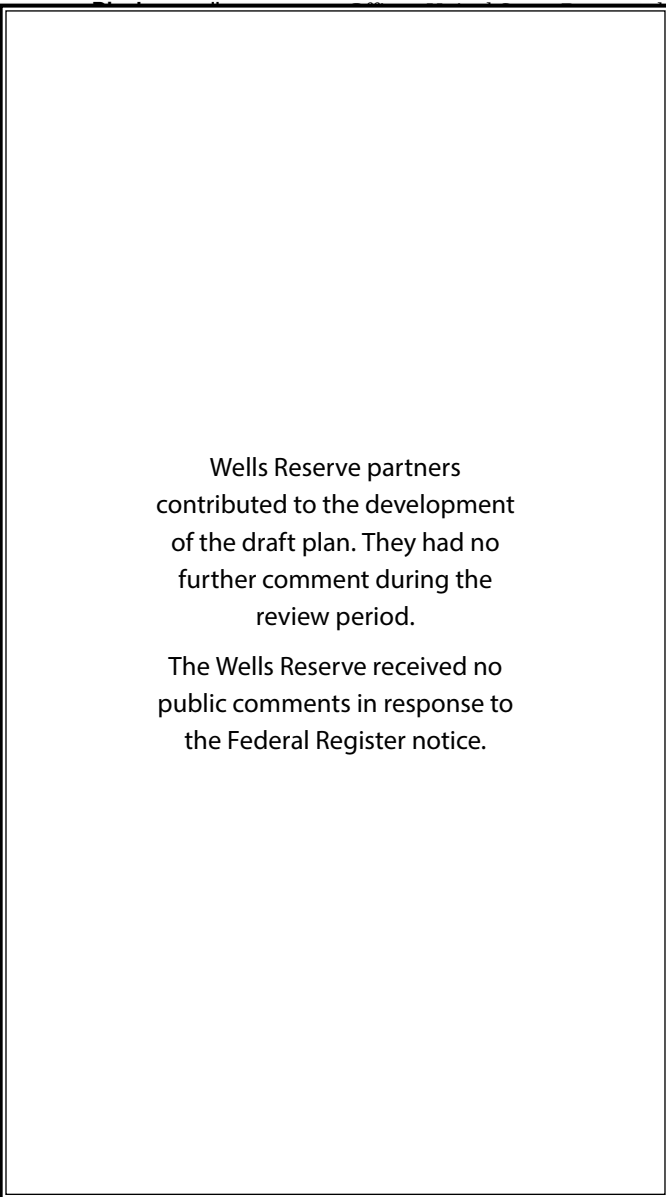 Wells Reserve partners
contributed to the development
of the draft plan. They had no
further comment during the
review period.
The Wells Reserve received no
public comments in response to
the Federal Register notice.